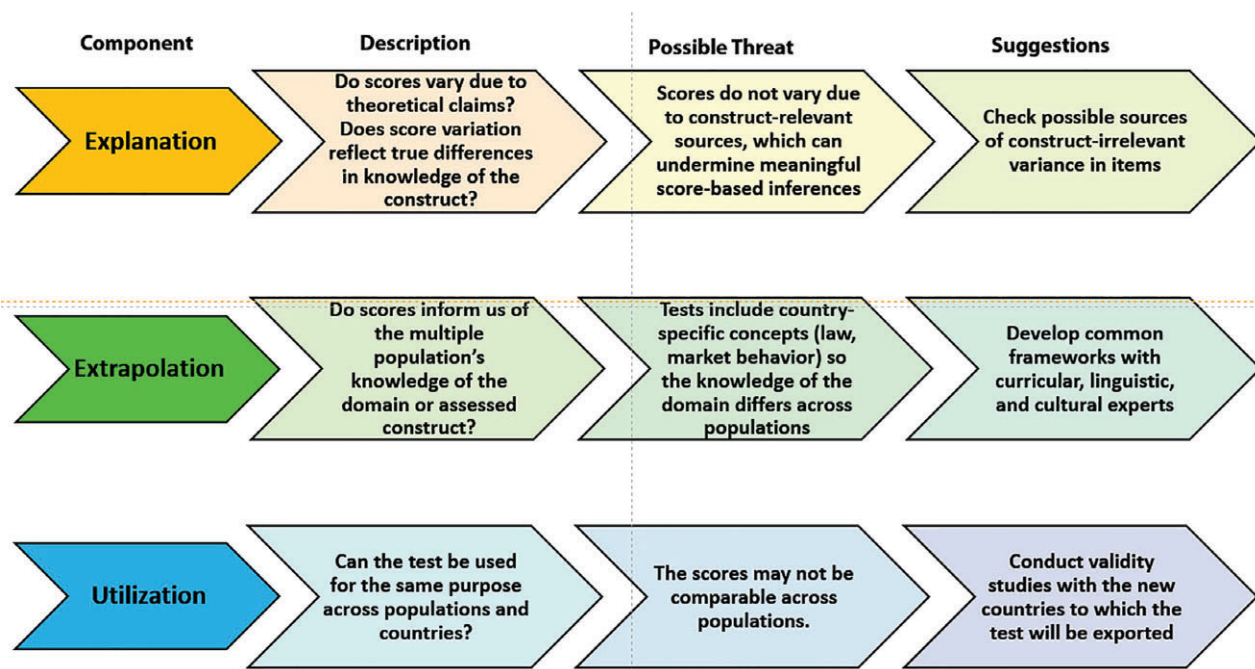 Component
Description
Possible Threat
Suggestions
Explanation
Do scores vary due to
theoretical claims?
Does score variation
reflect true differences
in knowledge of the
construct?
Scores do not vary due
to construct-relevant
sources, which can
undermine meaningful
score-based inferences
Check possible sources
of construct-irrelevant
variance in items
Extrapolation
Do scores inform us of
the multiple
population’s
knowledge of the
domain or assessed
construct?
Tests include country-
specific concepts (law,
market behavior) so
the knowledge of the
domain differs across
populations
Develop common
frameworks with
curricular, linguistic,
and cultural experts
Utilization
Can the test be used
for the same purpose
across populations and
countries?
The scores may not be
comparable across
populations.
Conduct validity
studies with the new
countries to which the
test will be exported